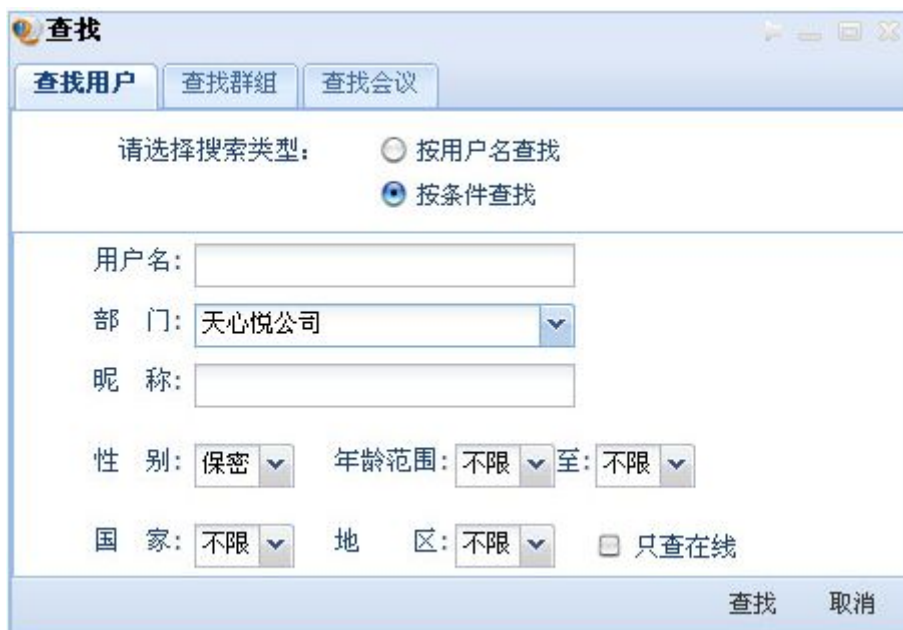 查找
查找用户 查找群组 查找会议
请选择搜索类型： 按用户名查找
按条件查找
用户名：
部 门： 天心悦公司
昵 称：
性 别： 保密 年龄范围： 不限 至： 不限
国 家： 不限 地 区： 不限 只查在线
查找 取消